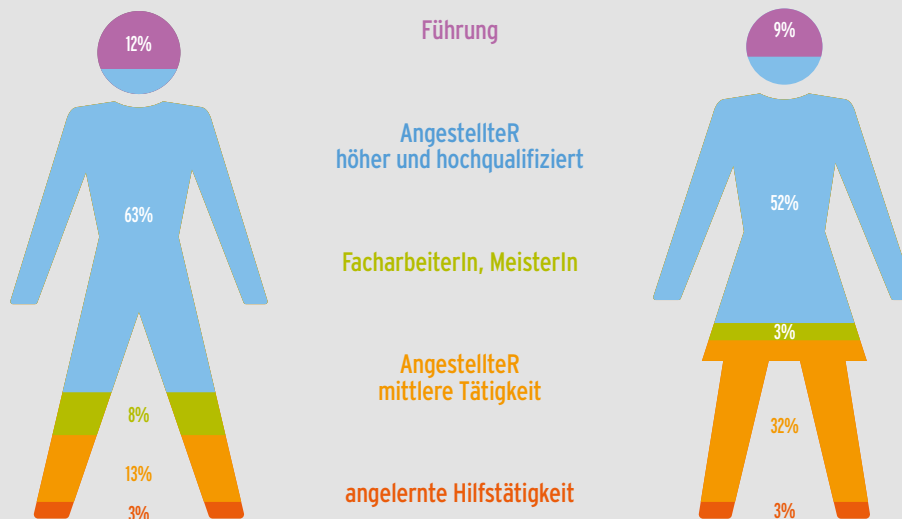 12%
Führung
9%
AngestellteR
höher und hochqualifiziert
63%
52%
FacharbeiterIn, MeisterIn
3%
AngestellteR
mittlere Tätigkeit
8%
32%
13%
angelernte Hilfstätigkeit
3%
3%